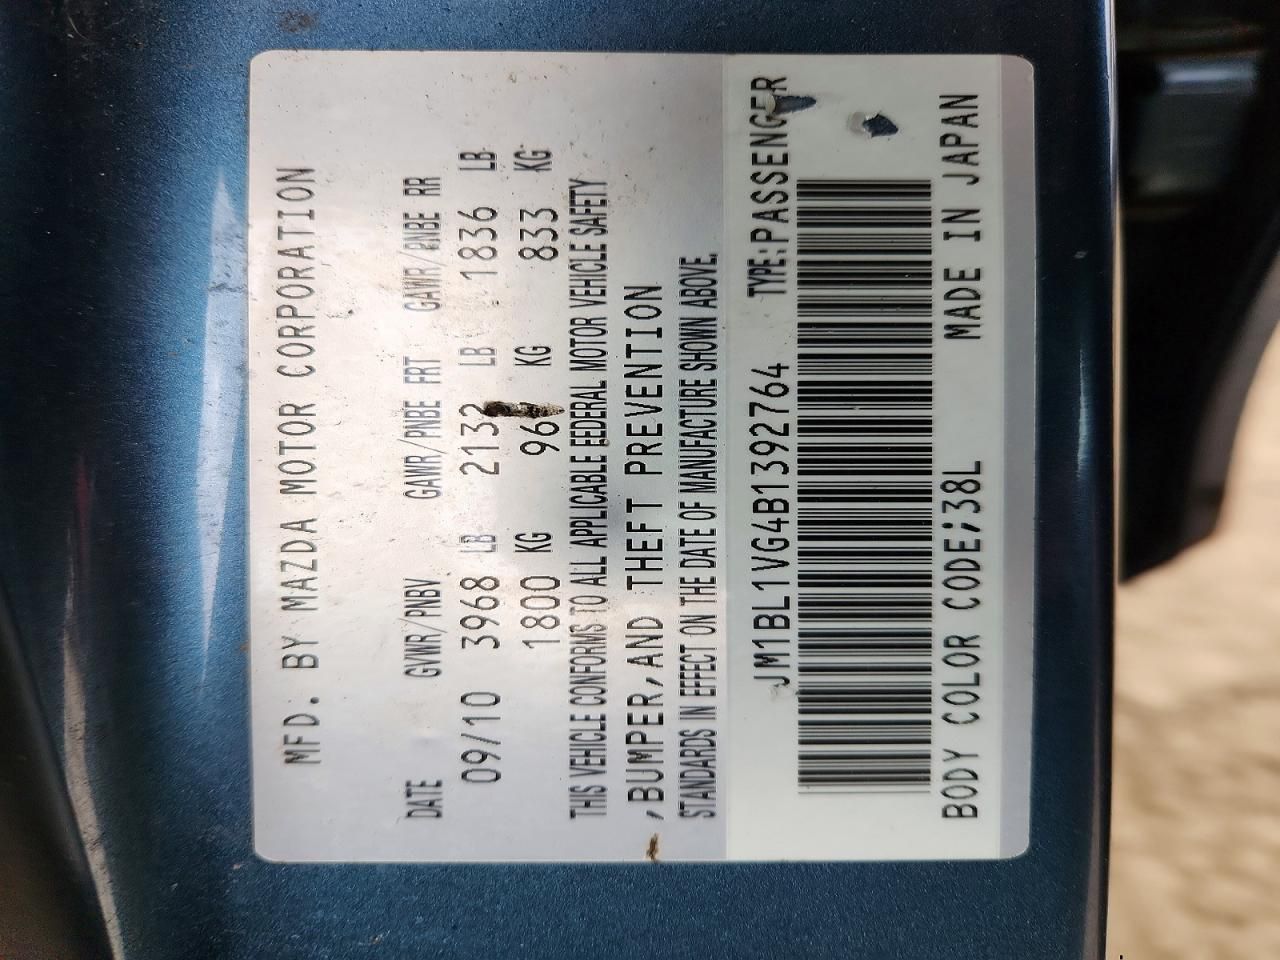 MFD. BY MAZDA MOTOR CORPORATION
DATE GVWR/PNBV GAWR/PNBE FRT GAWR/PNBE RR
09/10 3968 LB 2132 LB 1836 LB
1800 KG KG 833 KG
THIS VEHICLE CONFORMS TO ALL APPLICABLE FEDERAL MOTOR VEHICLE SAFETY
,BUMPER,AND THEFT PREVENTION
STANDARDS IN EFFECT ON THE DATE OF MANUFACTURE SHOWN ABOVE.
JM1BL1VG4B1392764 TYPE:PASSENGER
BODY COLOR CODE;38L MADE IN JAPAN